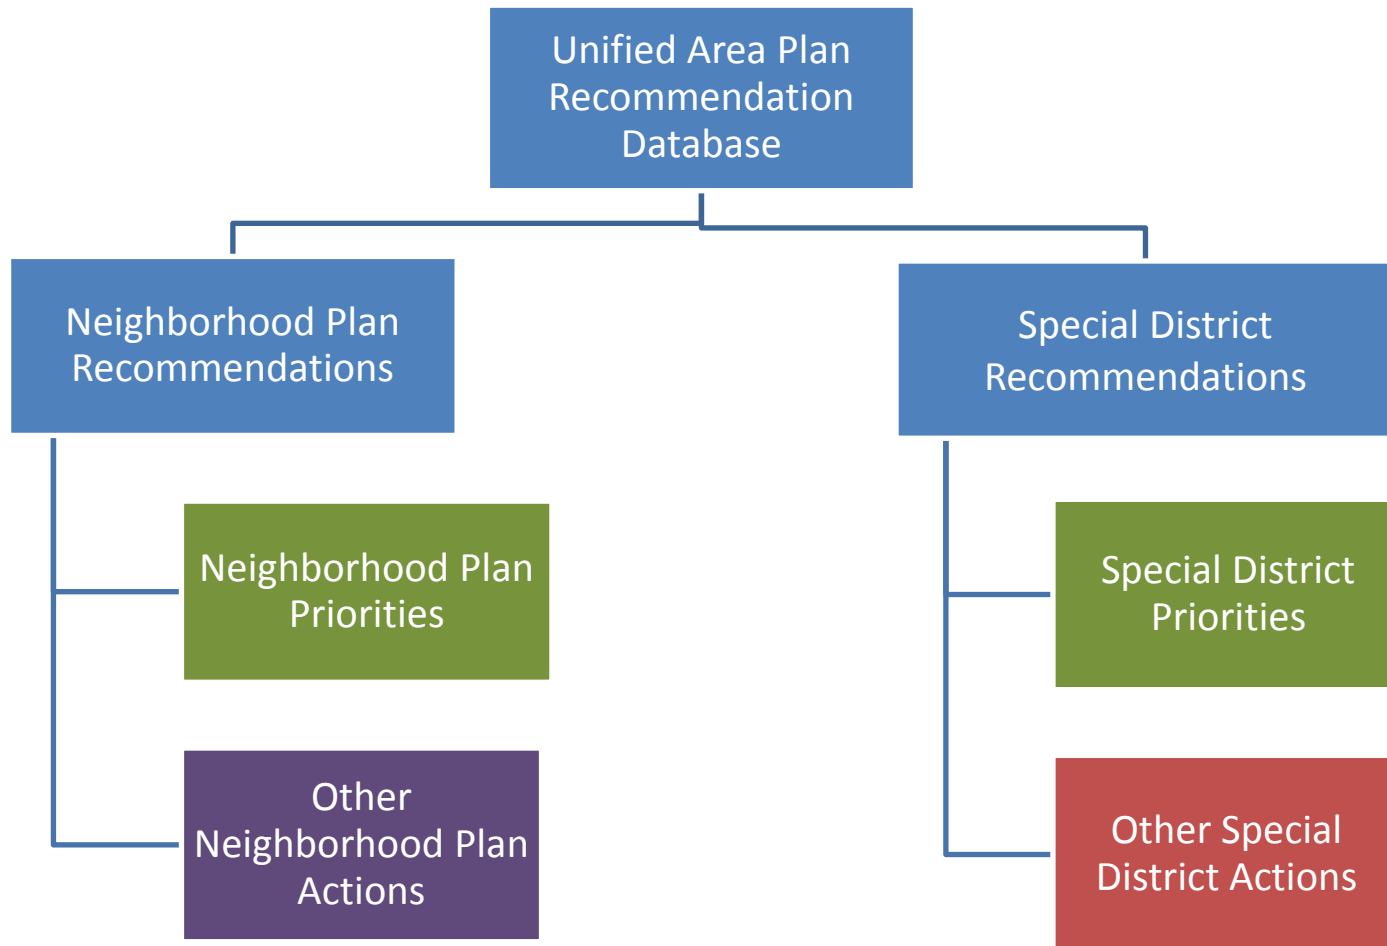 Unified Area Plan
Recommendation
Database
Neighborhood Plan
Recommendations
Special District
Recommendations
Neighborhood Plan
Priorities
Special District
Priorities
Other
Neighborhood Plan
Actions
Other Special
District Actions